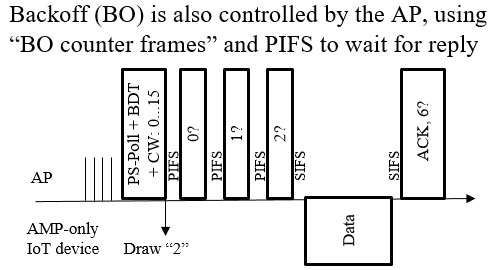 Backoff (BO) is also controlled by the AP, using
“BO counter frames” and PIFS to wait for reply
PS-Poll + BDT
+ CW: 0...15
PIFS
0?
PIFS
1?
PIFS
2?
SIFS
SIFS
ACK, 6?
AP
AMP-only
IoT device
Draw “2”
Data